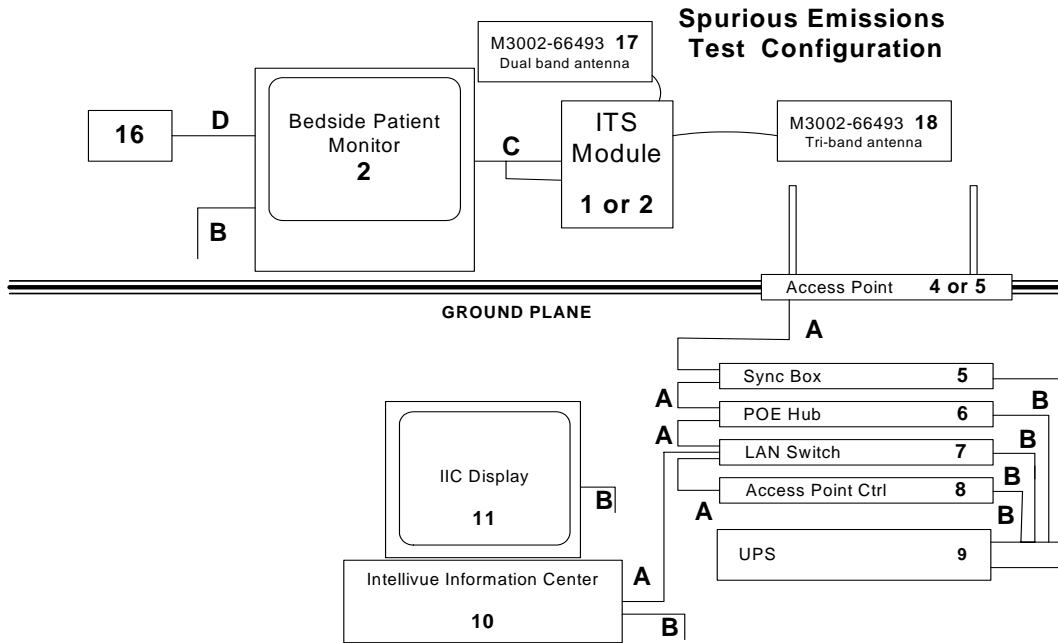 Spurious Emissions
Test Configuration
M3002-66493 17
Dual band antenna
16
D
Bedside Patient
Monitor
2
C
ITS
Module
1 or 2
M3002-66493 18
Tri-band antenna
B
Access Point 4 or 5
GROUND PLANE
A
Sync Box 5
A
B
POE Hub 6
A
B
LAN Switch 7
B
Access Point Ctrl 8
A
B
IIC Display
11
B
UPS 9
Intellivue Information Center
10
A
B